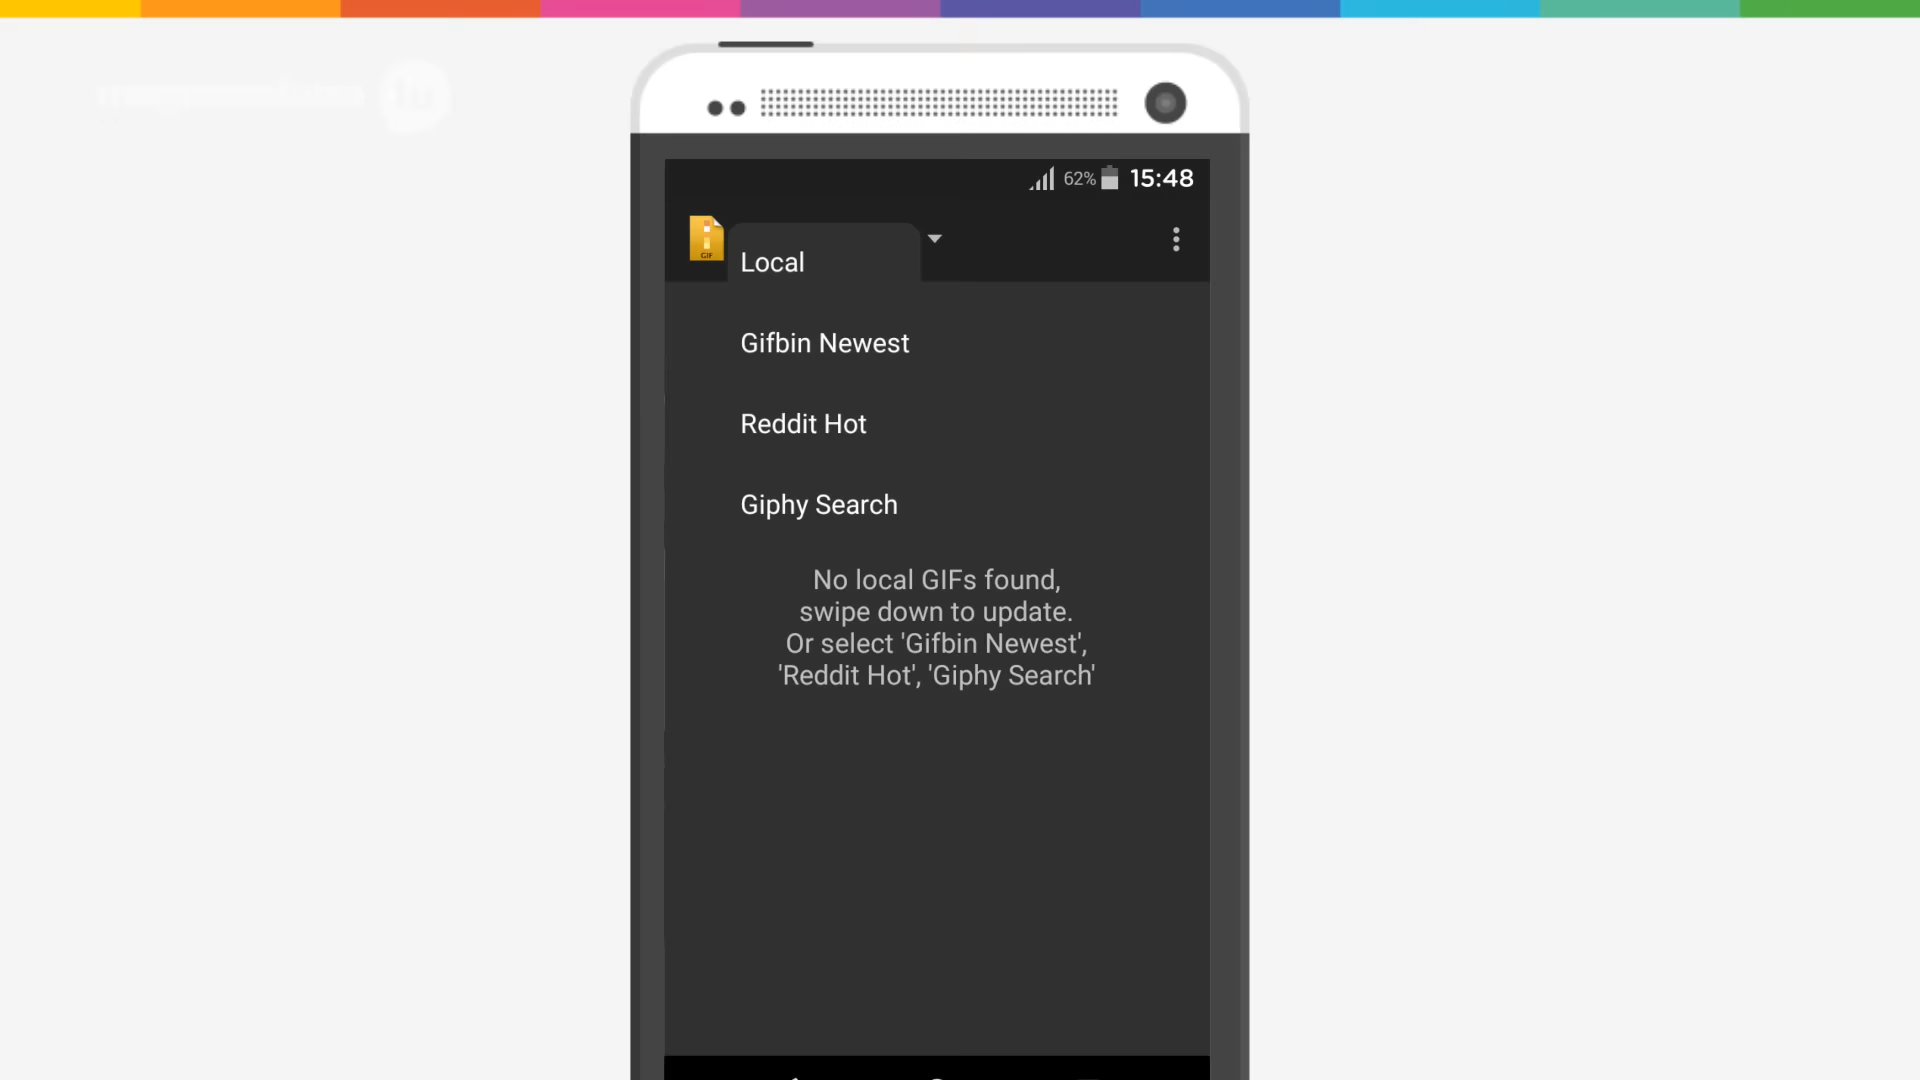 62% 15:48
GIF
Local
Gifbin Newest
Reddit Hot
Giphy Search
No local GIFs found,
swipe down to update.
Or select 'Gifbin Newest',
'Reddit Hot', 'Giphy Search'